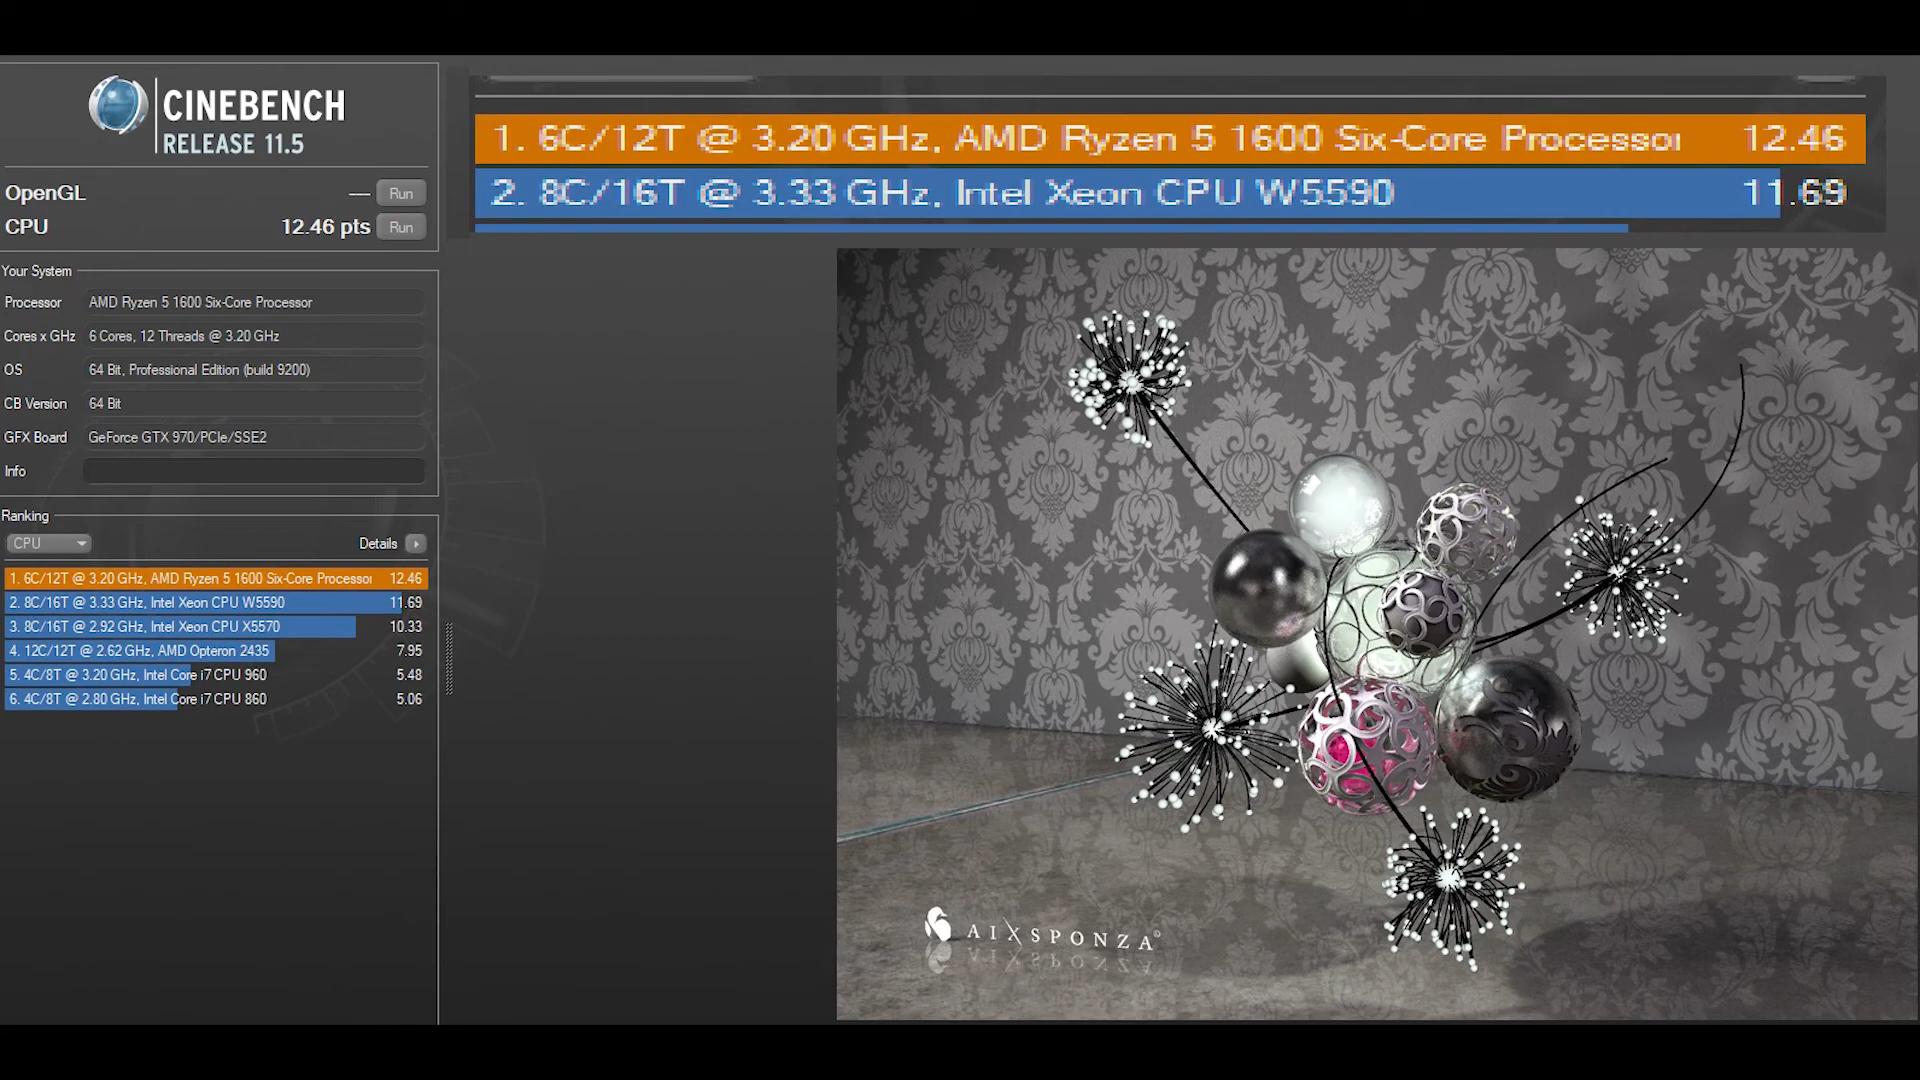 CINEBENCH
RELEASE 11.5
OpenGL --- Run
CPU 12.46 pts Run
Your System
Processor AMD Ryzen 5 1600 Six-Core Processor
Cores x GHz 6 Cores, 12 Threads @ 3.20 GHz
OS 64 Bit, Professional Edition (build 9200)
CB Version 64 Bit
GFX Board GeForce GTX 970/PCIe/SSE2
Info
Ranking
CPU Details
1. 6C/12T @ 3.20 GHz, AMD Ryzen 5 1600 Six-Core Processor 12.46
2. 8C/16T @ 3.33 GHz, Intel Xeon CPU W5590 11.69
3. 8C/16T @ 2.92 GHz, Intel Xeon CPU X5570 10.33
4. 12C/12T @ 2.62 GHz, AMD Opteron 2435 7.95
5. 4C/8T @ 3.20 GHz, Intel Core i7 CPU 960 5.48
6. 4C/8T @ 2.80 GHz, Intel Core i7 CPU 860 5.06
1. 6C/12T @ 3.20 GHz, AMD Ryzen 5 1600 Six-Core Processor 12.46
2. 8C/16T @ 3.33 GHz, Intel Xeon CPU W5590 11.69
AIXSPONZA©